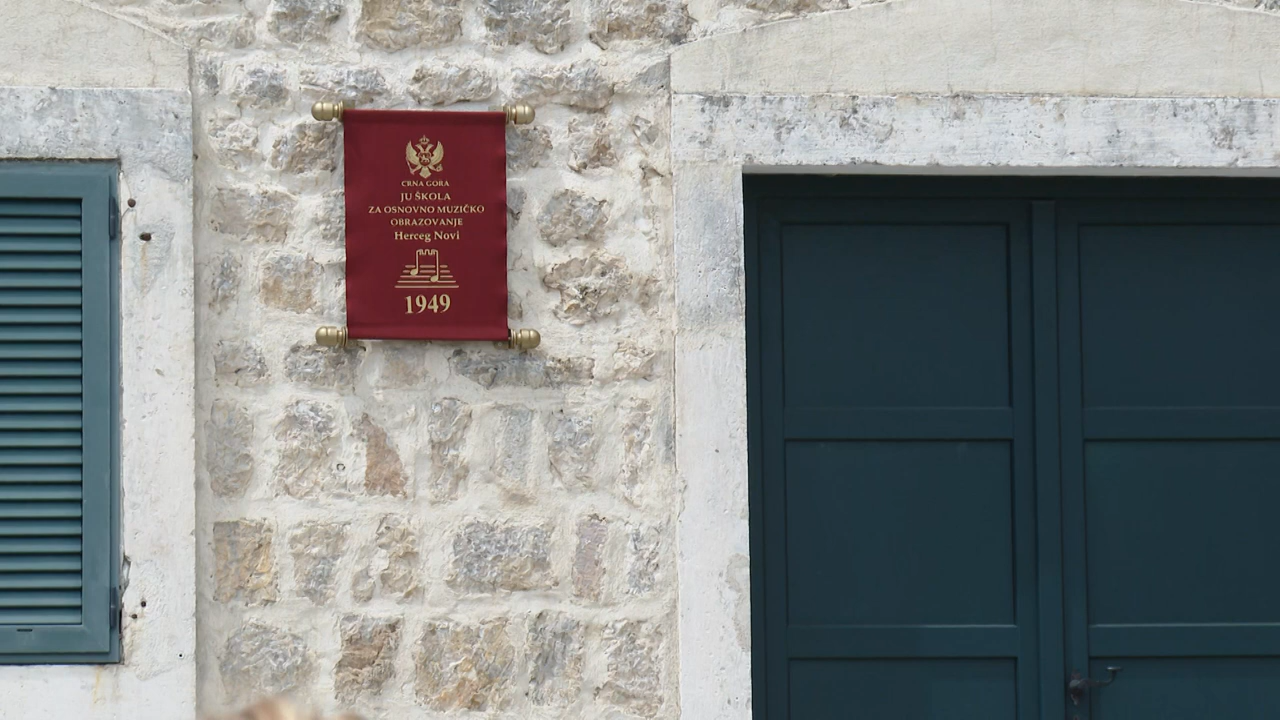 CRNA GORA
JU ŠKOLA
ZA OSNOVNO MUZIČKO
OBRAZOVANJE
Herceg Novi
1949